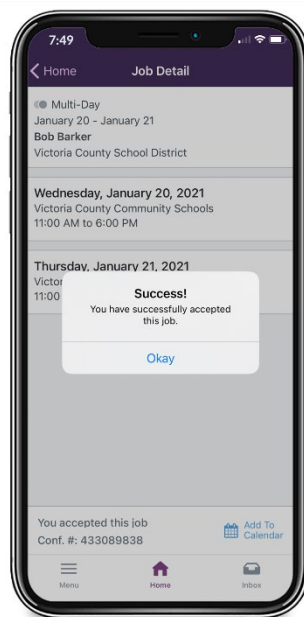 7:49
Home Job Detail
Multi-Day
January 20 - January 21
Bob Barker
Victoria County School District
Wednesday, January 20, 2021
Victoria County Community Schools
11:00 AM to 6:00 PM
Thursday, January 21, 2021
11:00
Success!
You have successfully accepted
this job.
Okay
You accepted this job
Conf. #: 433089838
Add To
Calendar
Menu Home Inbox